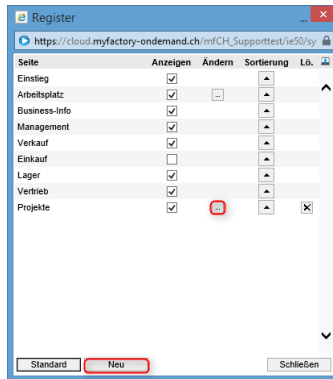 Register
https://cloud.myfactory-ondemand.ch/mfCH_Supporttest/ie50/sy
Seite Anzeigen Ändern Sortierung Lö.
Einstieg
Arbeitsplatz ...
Business-Info
Management
Verkauf
Einkauf
Lager
Vertrieb
Projekte ...
Standard Neu Schließen